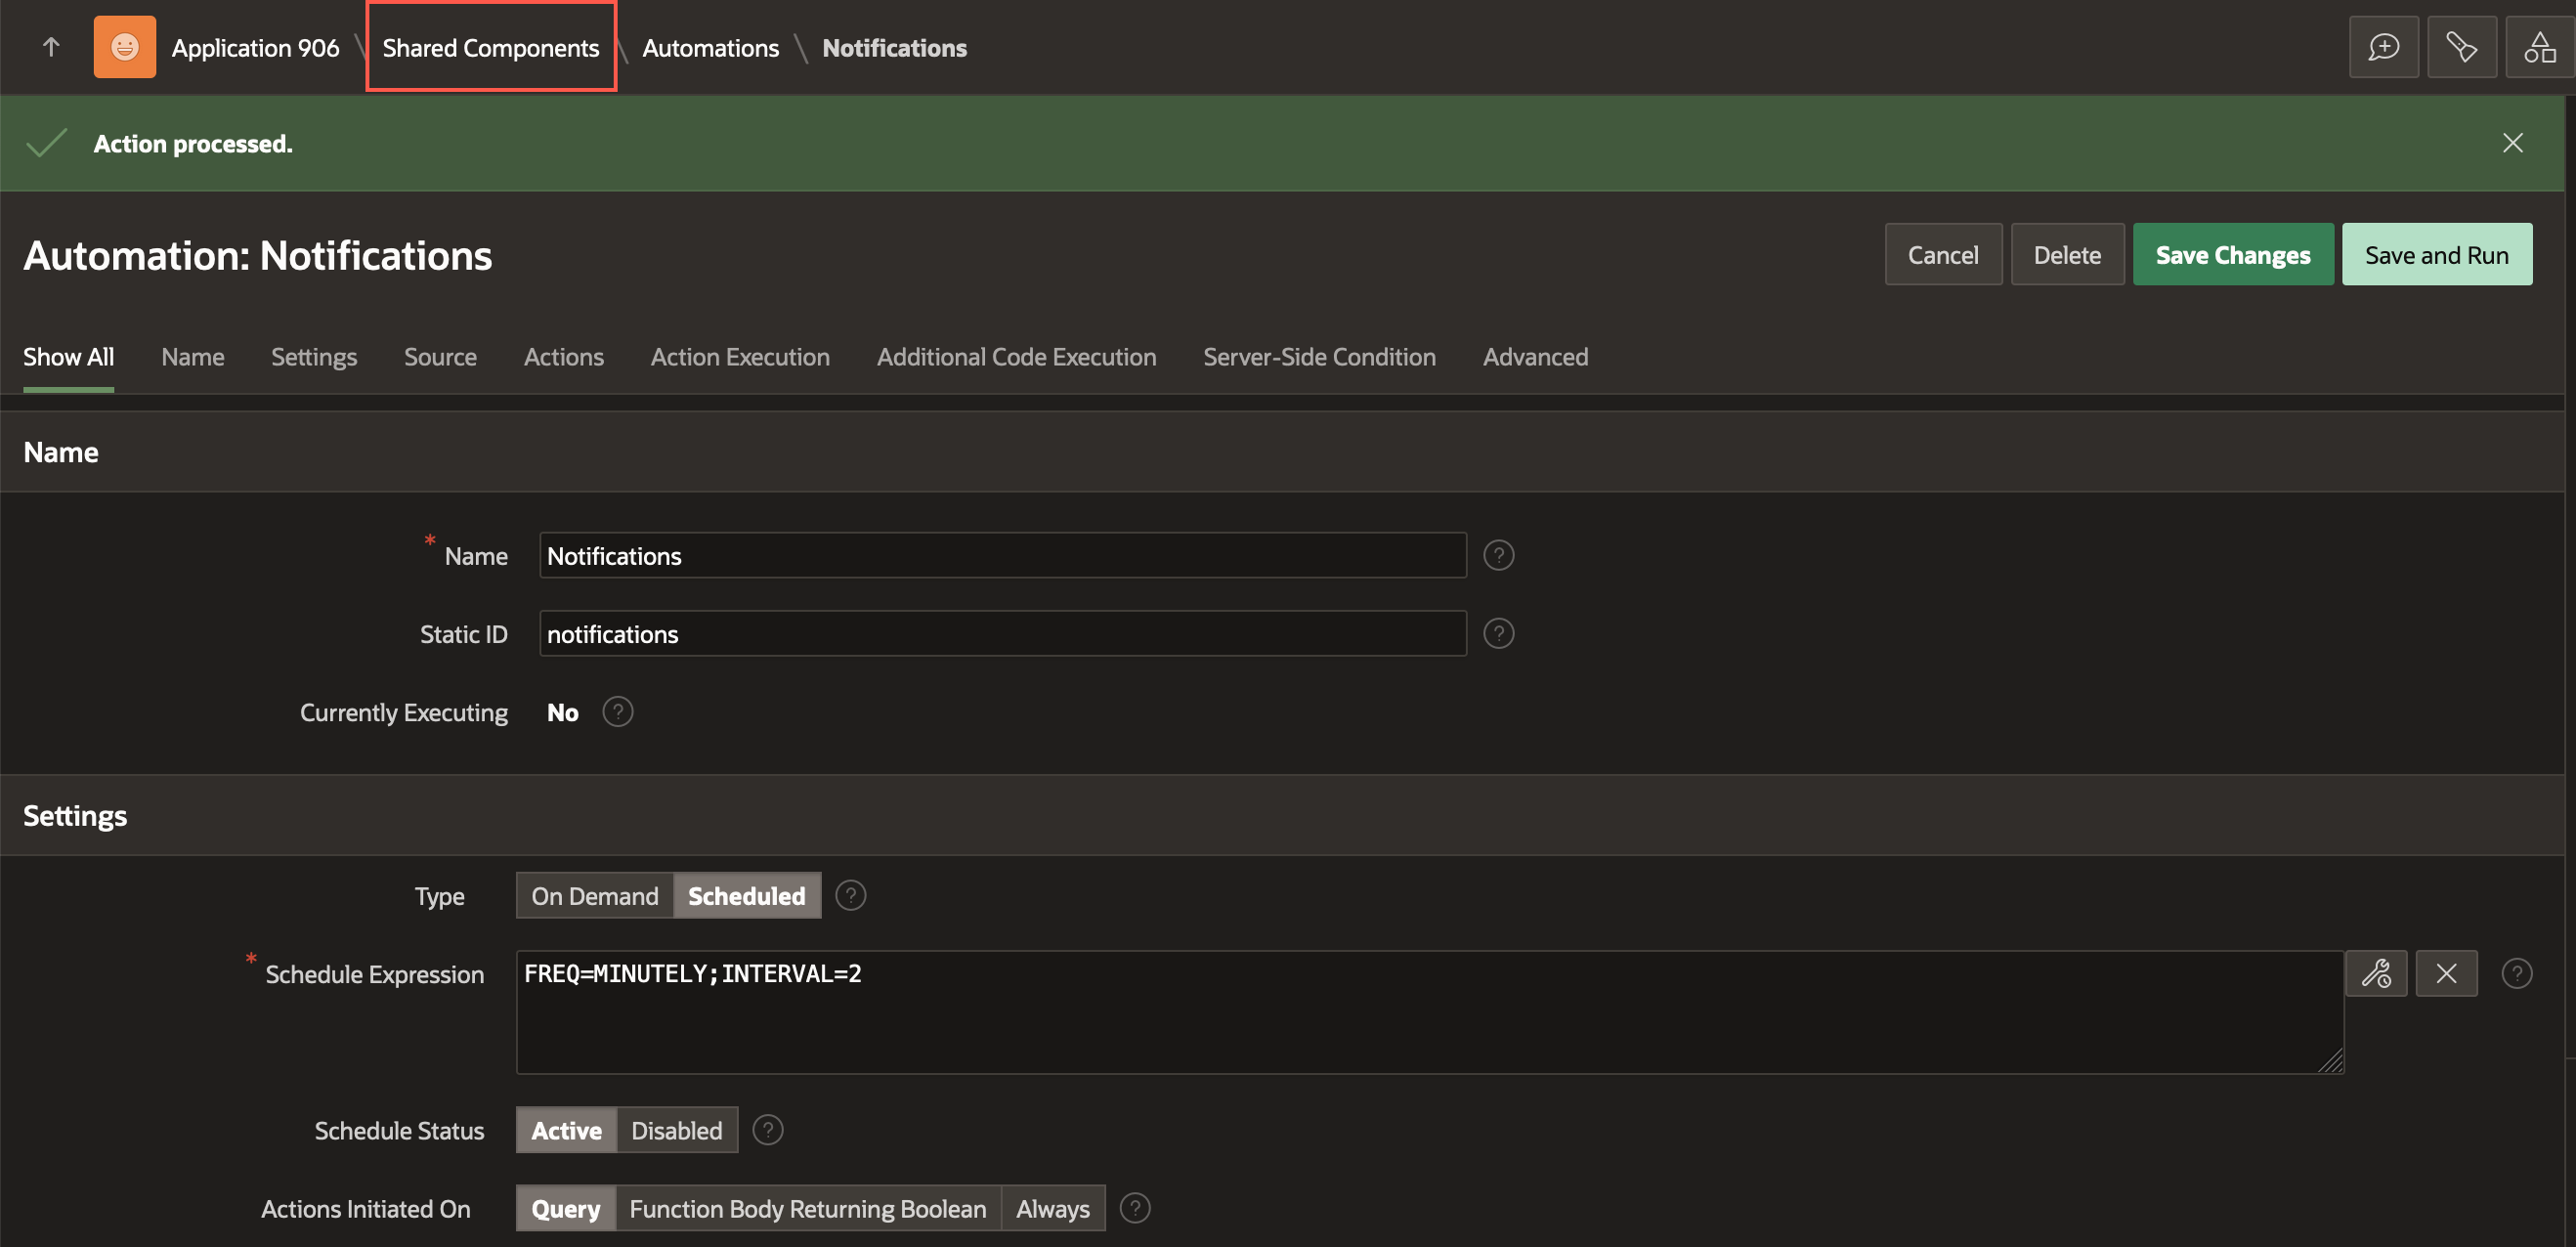 Application 906 \ Shared Components \ Automations \ Notifications
Action processed.
Automation: Notifications
Cancel Delete Save Changes Save and Run
Show All Name Settings Source Actions Action Execution Additional Code Execution Server-Side Condition Advanced
Name
* Name Notifications ?
Static ID notifications ?
Currently Executing No ?
Settings
Type On Demand Scheduled ?
* Schedule Expression FREQ=MINUTELY;INTERVAL=2 ?
Schedule Status Active Disabled ?
Actions Initiated On Query Function Body Returning Boolean Always ?